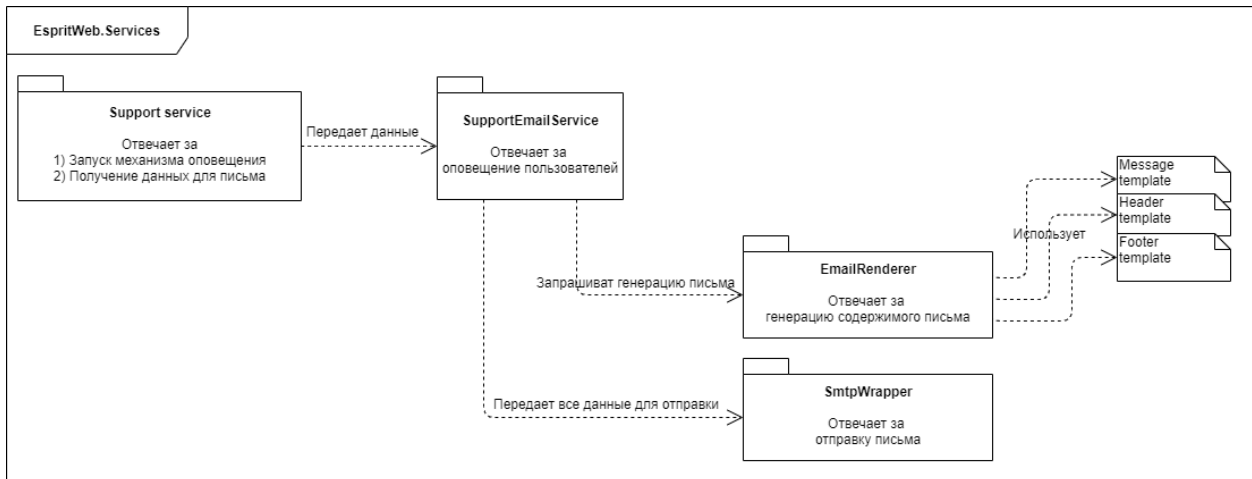 EspritWeb.Services
Support service
Отвечает за
1) Запуск механизма оповещения
2) Получение данных для письма
Передает данные
SupportEmailService
Отвечает за
оповещение пользователей
Message
template
Header
template
Использует
Footer
template
Запрашиват генерацию письма
EmailRenderer
Отвечает за
генерацию содержимого письма
Передает все данные для отправки
SmtpWrapper
Отвечает за
отправку письма